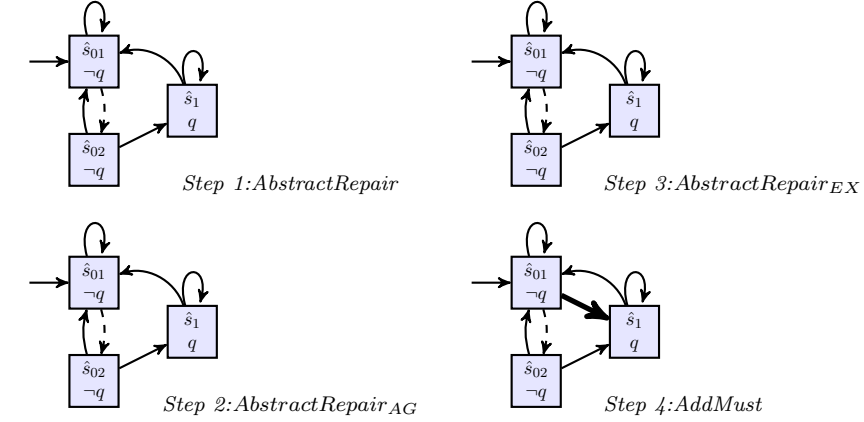 ŝ01
¬q
ŝ1
q
ŝ02
¬q
Step 1:AbstractRepair
ŝ01
¬q
ŝ1
q
ŝ02
¬q
Step 3:AbstractRepairEX
ŝ01
¬q
ŝ1
q
ŝ02
¬q
Step 2:AbstractRepairAG
ŝ01
¬q
ŝ1
q
ŝ02
¬q
Step 4:AddMust